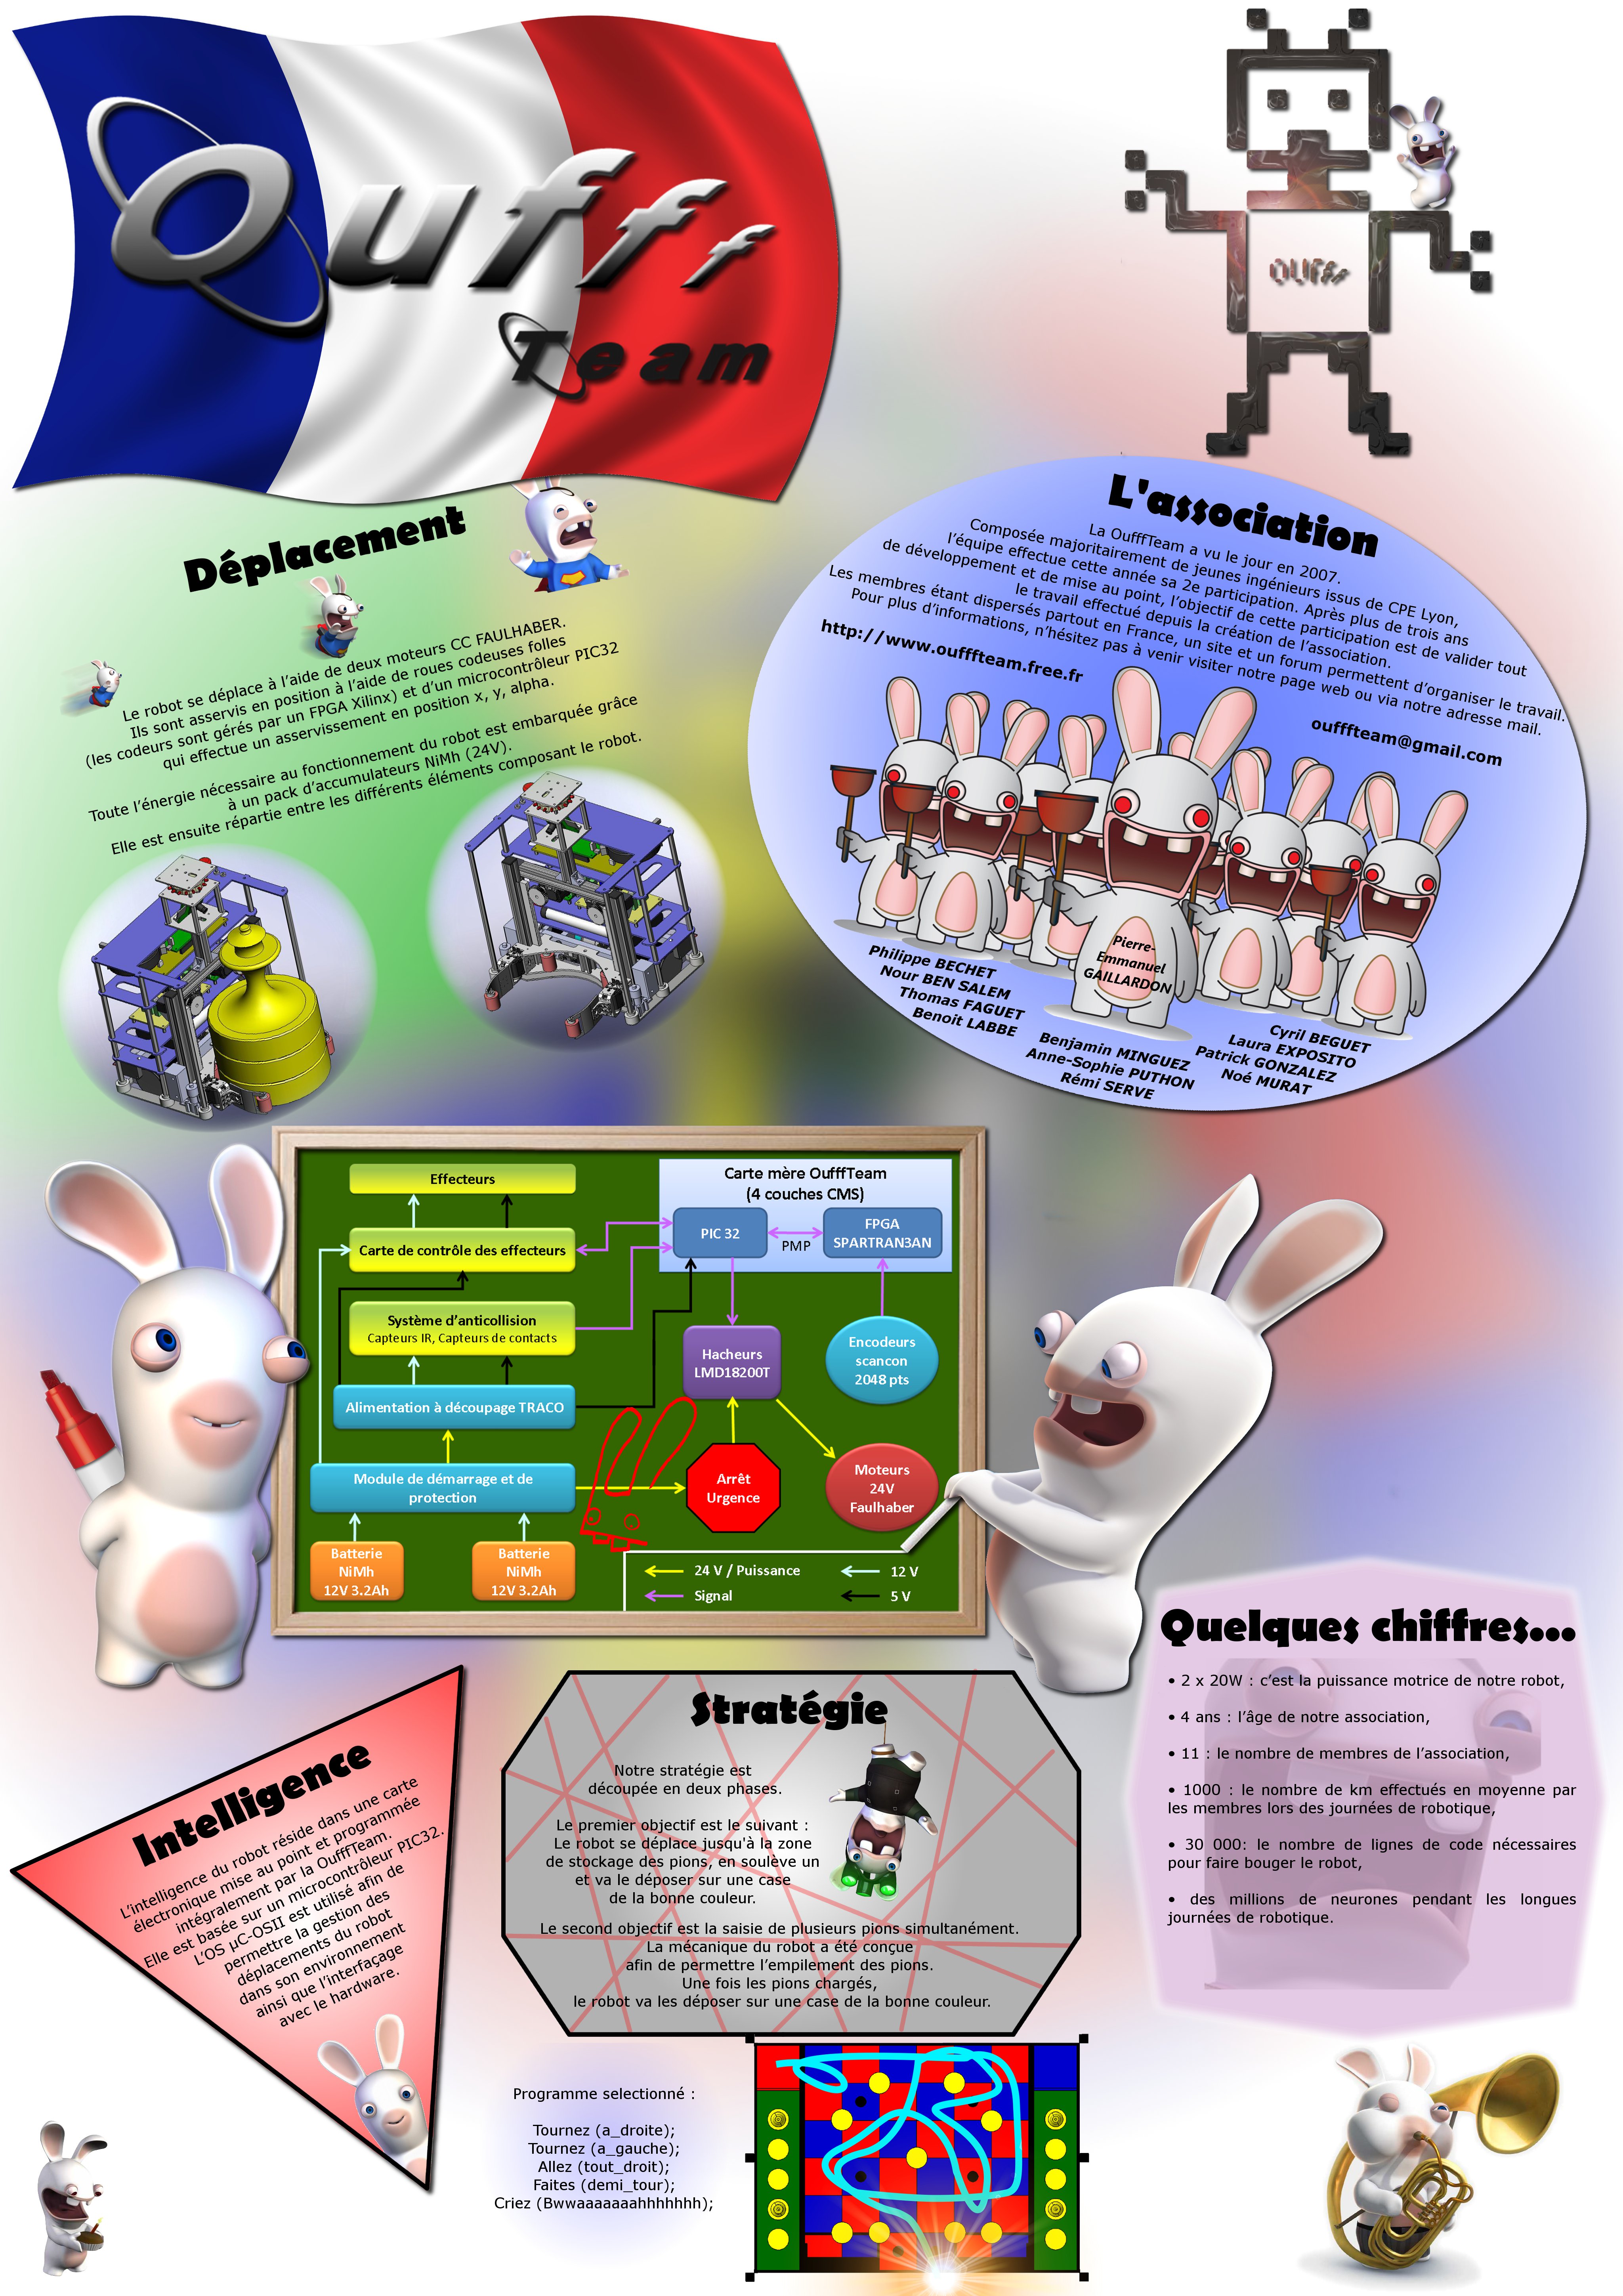 Oufff
Team
OUFff
Déplacement
Le robot se déplace à l'aide de deux moteurs CC FAULHABER.
Ils sont asservis en position à l'aide de roues codeuses folles
(les codeurs sont gérés par un FPGA Xilinx) et d'un microcontrôleur PIC32
qui effectue un asservissement en position x, y, alpha.
Toute l'énergie nécessaire au fonctionnement du robot est embarquée grâce
à un pack d'accumulateurs NiMh (24V).
Elle est ensuite répartie entre les différents éléments composant le robot.
L'association
La OufffTeam a vu le jour en 2007.
Composée majoritairement de jeunes ingénieurs issus de CPE Lyon,
l'équipe effectue cette année sa 2e participation. Après plus de trois ans
de développement et de mise au point, l'objectif de cette participation est de valider tout
le travail effectué depuis la création de l'association.
Les membres étant dispersés partout en France, un site et un forum permettent d'organiser le travail.
Pour plus d'informations, n'hésitez pas à venir visiter notre page web ou via notre adresse mail.
http://www.oufffteam.free.fr
oufffteam@gmail.com
Pierre-
Emmanuel
GAILLARDON
Philippe BECHET
Nour BEN SALEM
Thomas FAGUET
Benoit LABBE
Benjamin MINGUEZ
Anne-Sophie PUTHON
Rémi SERVE
Cyril BEGUET
Laura EXPOSITO
Patrick GONZALEZ
Noé MURAT
Effecteurs
Carte de contrôle des effecteurs
Système d'anticollision
Capteurs IR, Capteurs de contacts
Alimentation à découpage TRACO
Module de démarrage et de
protection
Batterie
NiMh
12V 3.2Ah
Batterie
NiMh
12V 3.2Ah
Carte mère OufffTeam
(4 couches CMS)
PIC 32
PMP
FPGA
SPARTRAN3AN
Hacheurs
LMD18200T
Encodeurs
scancon
2048 pts
Arrêt
Urgence
Moteurs
24V
Faulhaber
24 V / Puissance
12 V
Signal
5 V
Quelques chiffres...
• 2 x 20W : c'est la puissance motrice de notre robot,
• 4 ans : l'âge de notre association,
• 11 : le nombre de membres de l'association,
• 1000 : le nombre de km effectués en moyenne par
les membres lors des journées de robotique,
• 30 000: le nombre de lignes de code nécessaires
pour faire bouger le robot,
• des millions de neurones pendant les longues
journées de robotique.
Intelligence
L'intelligence du robot réside dans une carte
électronique mise au point et programmée
intégralement par la OufffTeam.
Elle est basée sur un microcontrôleur PIC32.
L'OS µC-OSII est utilisé afin de
permettre la gestion des
déplacements du robot
dans son environnement
ainsi que l'interfaçage
avec le hardware.
Stratégie
Notre stratégie est
découpée en deux phases.
Le premier objectif est le suivant :
Le robot se déplace jusqu'à la zone
de stockage des pions, en soulève un
et va le déposer sur une case
de la bonne couleur.
Le second objectif est la saisie de plusieurs pions simultanément.
La mécanique du robot a été conçue
afin de permettre l'empilement des pions.
Une fois les pions chargés,
le robot va les déposer sur une case de la bonne couleur.
Programme selectionné :
Tournez (a_droite);
Tournez (a_gauche);
Allez (tout_droit);
Faites (demi_tour);
Criez (Bwwaaaaaaahhhhhhh);